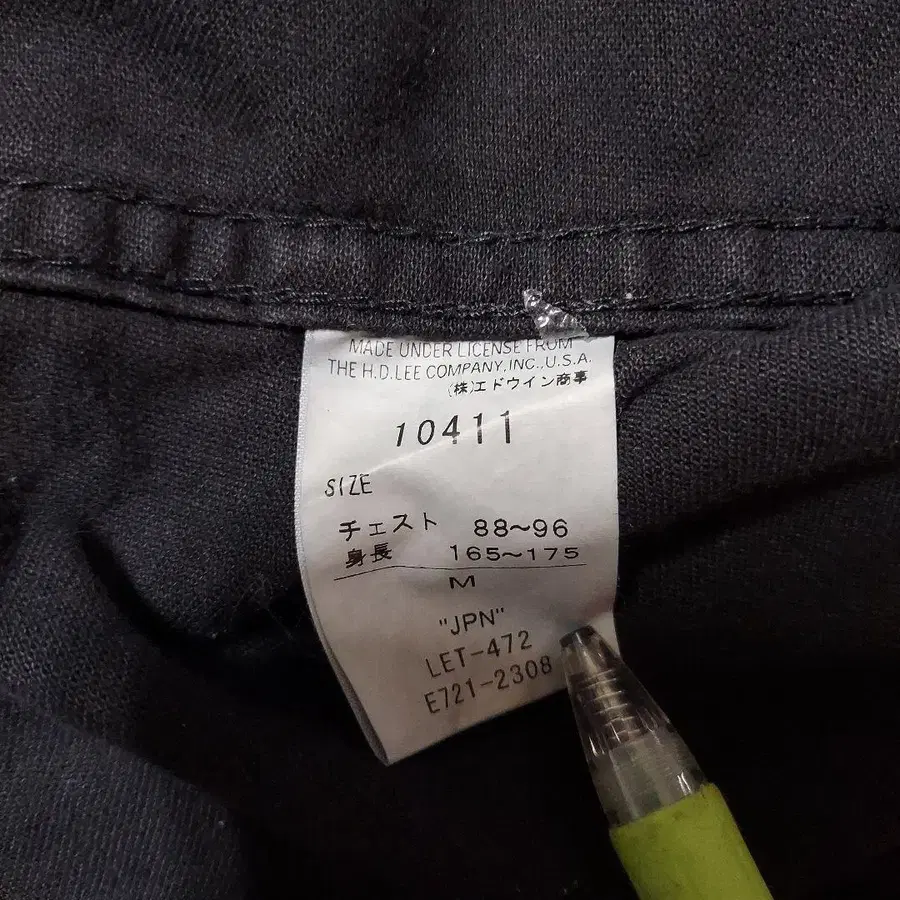 MADE UNDER LICENSE FROM
THE H.D.LEE COMPANY,INC.,U.S.A.
(株)エドウイン商事
10411
SIZE
チェスト 88～96
身長 165～175
M
"JPN"
LET-472
E721-2308